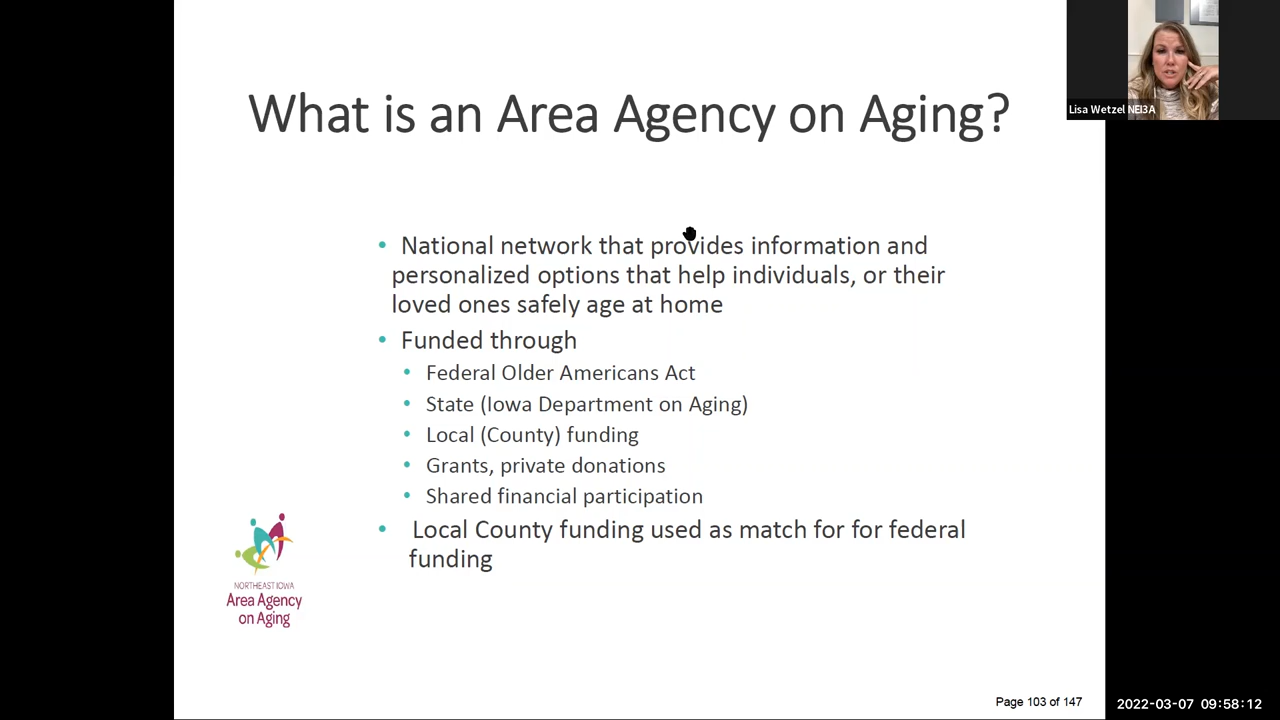 Lisa Wetzel NEI3A
What is an Area Agency on Aging?
• National network that provides information and
personalized options that help individuals, or their
loved ones safely age at home
• Funded through
• Federal Older Americans Act
• State (Iowa Department on Aging)
• Local (County) funding
• Grants, private donations
• Shared financial participation
• Local County funding used as match for for federal
funding
NORTHEAST IOWA
Area Agency
on Aging
Page 103 of 147
2022-03-07 09:58:12